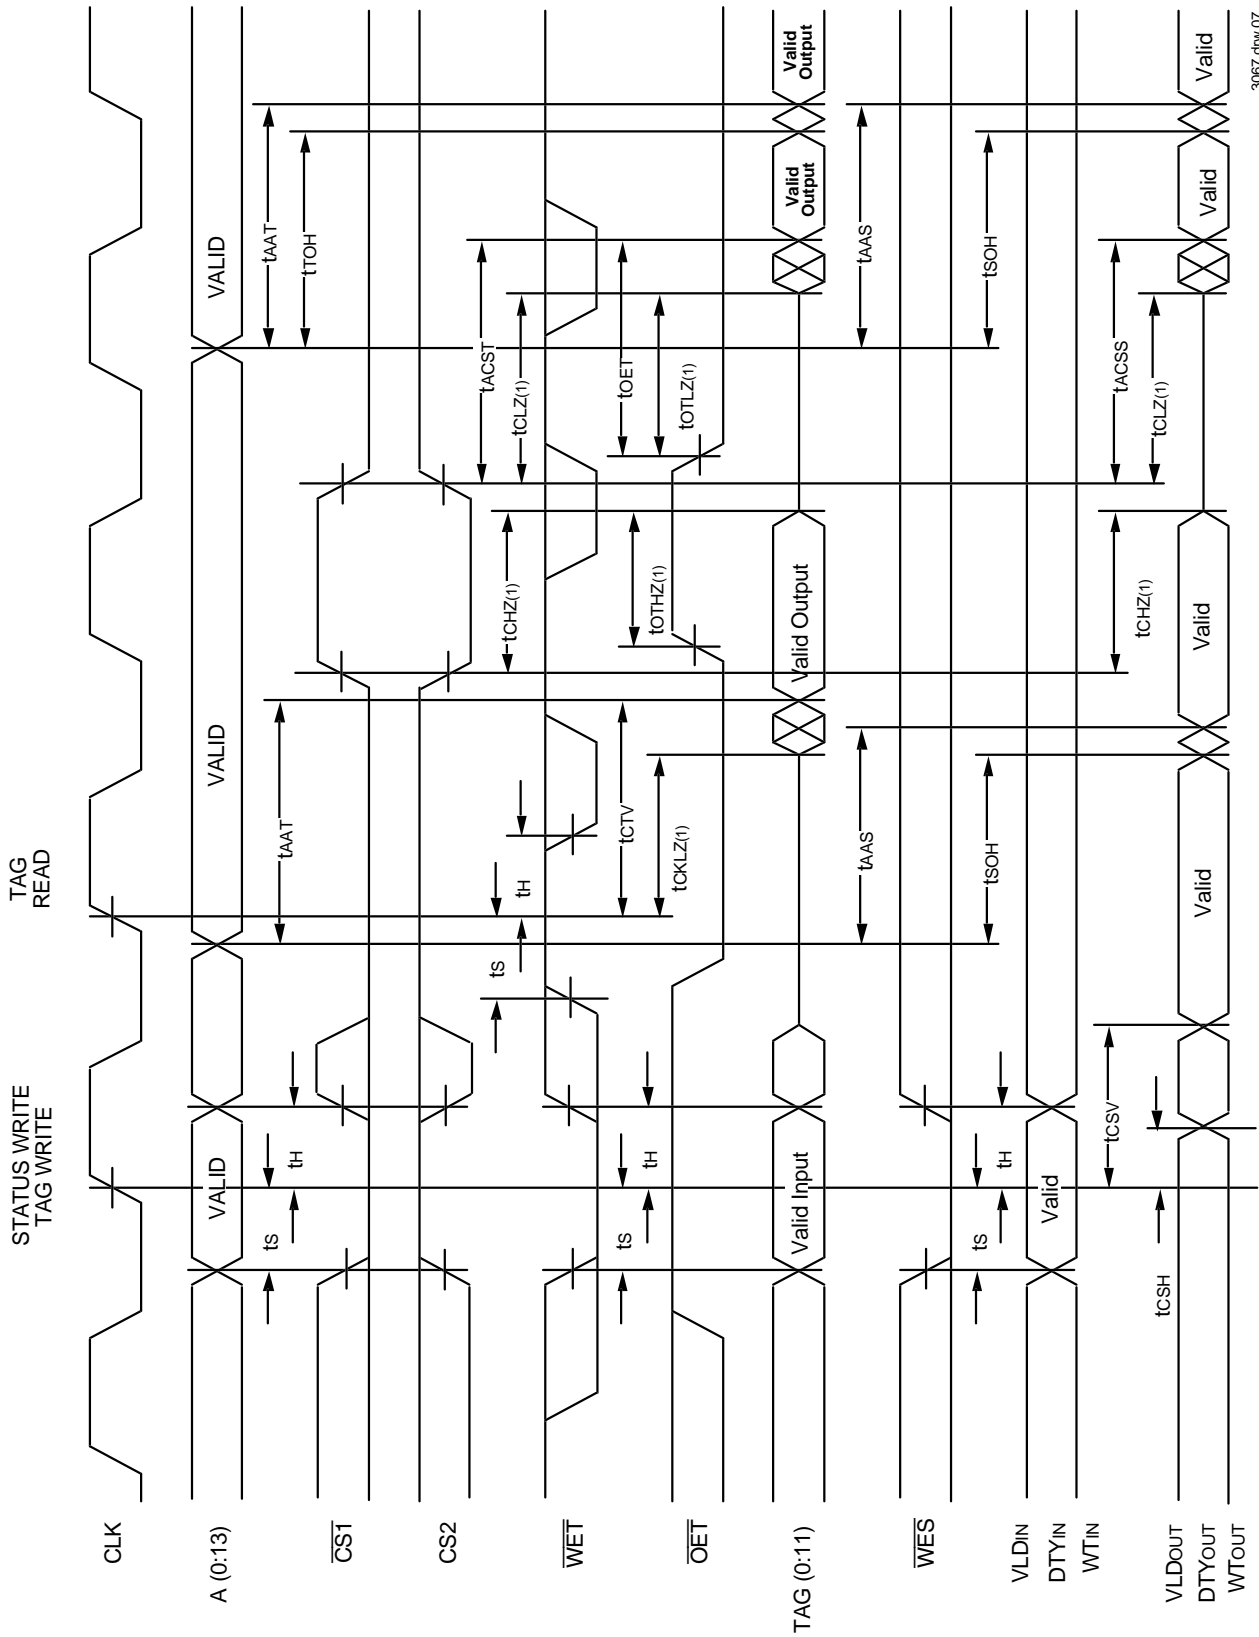 STATUS WRITE
TAG WRITE
TAG
READ
CLK
A (0:13)
VALID
VALID
VALID
tS
tH
tAAT
tAAT
tTOH
CS1
CS2
tS
tH
tCHZ(1)
tACST
tCLZ(1)
WET
tS
tH
tCTV
tCKLZ(1)
tOTHZ(1)
tOET
tOTLZ(1)
OET
TAG (0:11)
Valid Input
Valid Output
Valid
Output
Valid
Output
tAAS
tAAS
WES
tS
tH
tSOH
tSOH
VLDIN
DTYIN
WTIN
Valid
tCSV
tCHZ(1)
tACSS
tCLZ(1)
tCSH
VLDOUT
DTYOUT
WTOUT
Valid
Valid
Valid
Valid
3067 drw 07